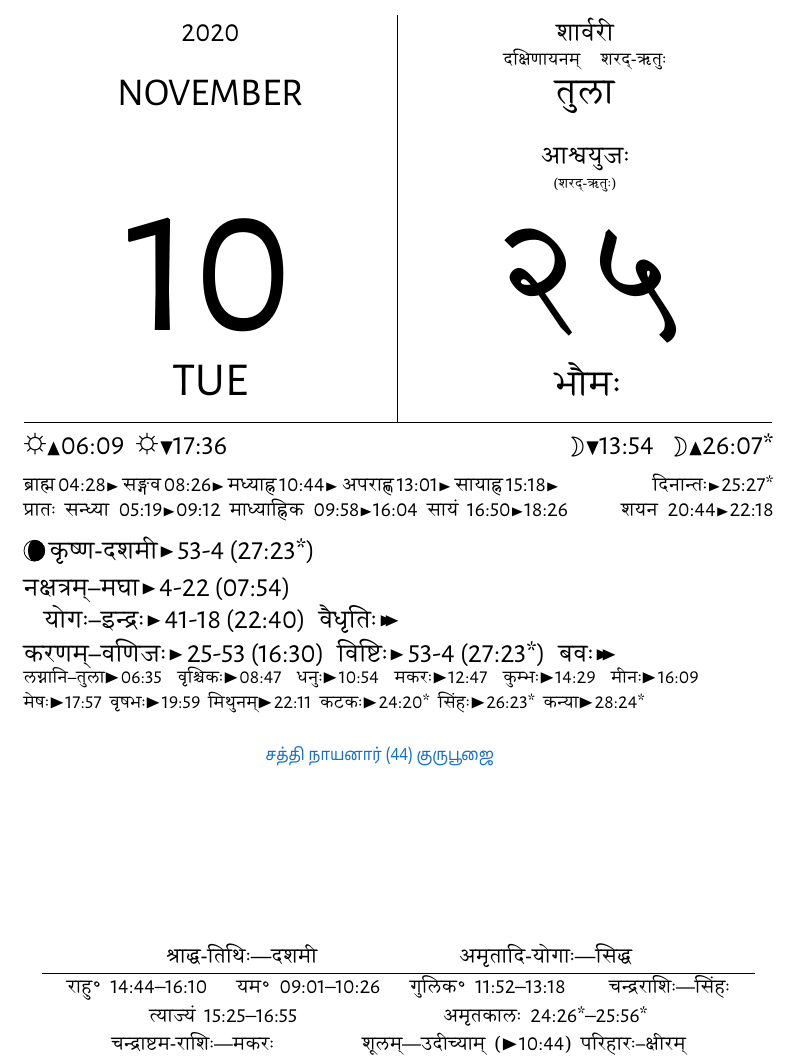 2020
NOVEMBER
10
TUE
शार्वरी
दक्षिणायनम् शरद्-ऋतुः
तुला
आश्वयुजः
(शरद्-ऋतुः)
२५
भौमः
☼▲06:09 ☼▼17:36 ☽▼13:54 ☽▲26:07*
ब्राह्म 04:28► सङ्गव 08:26► मध्याह्न 10:44► अपराह्ण 13:01► सायाह्न 15:18► दिनान्तः►25:27*
प्रातः सन्ध्या 05:19►09:12 माध्याह्निक 09:58►16:04 सायं 16:50►18:26 शयन 20:44►22:18
कृष्ण-दशमी►53-4 (27:23*)
नक्षत्रम्–मघा►4-22 (07:54)
योगः–इन्द्रः►41-18 (22:40) वैधृतिः►►
करणम्–वणिजः►25-53 (16:30) विष्टिः►53-4 (27:23*) बवः►►
लग्नानि–तुला►06:35 वृश्चिकः►08:47 धनुः►10:54 मकरः►12:47 कुम्भः►14:29 मीनः►16:09
मेषः►17:57 वृषभः►19:59 मिथुनम्►22:11 कटकः►24:20* सिंहः►26:23* कन्या►28:24*
சத்தி நாயனார் (44) குருபூஜை
श्राद्ध-तिथिः—दशमी अमृतादि-योगाः—सिद्ध
राहु॰ 14:44–16:10 यम॰ 09:01–10:26 गुलिक॰ 11:52–13:18 चन्द्रराशिः—सिंहः
त्याज्यं 15:25–16:55 अमृतकालः 24:26*–25:56*
चन्द्राष्टम-राशिः—मकरः शूलम्—उदीच्याम् (►10:44) परिहारः–क्षीरम्